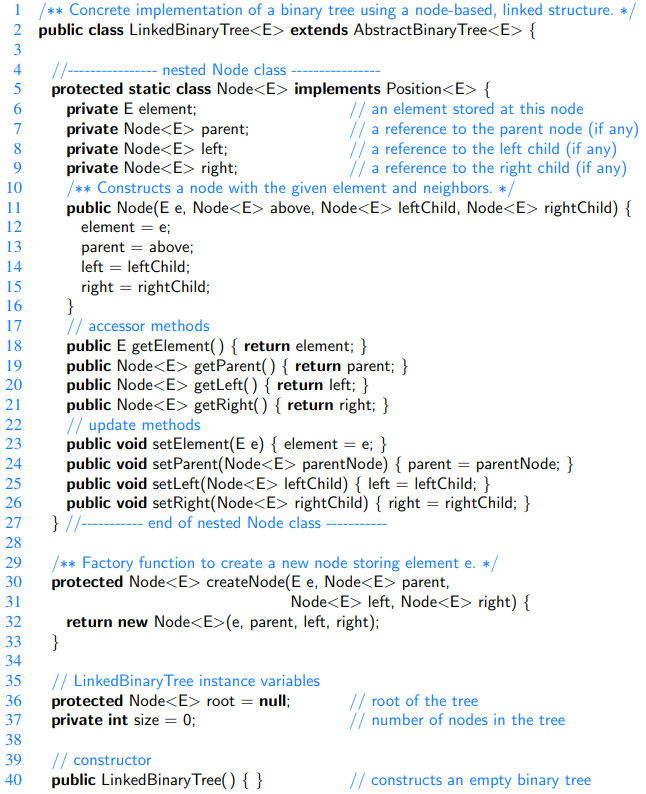 1 /** Concrete implementation of a binary tree using a node-based, linked structure. */
2 public class LinkedBinaryTree<E> extends AbstractBinaryTree<E> {
3
4 //---------------- nested Node class ----------------
5 protected static class Node<E> implements Position<E> {
6 private E element; // an element stored at this node
7 private Node<E> parent; // a reference to the parent node (if any)
8 private Node<E> left; // a reference to the left child (if any)
9 private Node<E> right; // a reference to the right child (if any)
10 /** Constructs a node with the given element and neighbors. */
11 public Node(E e, Node<E> above, Node<E> leftChild, Node<E> rightChild) {
12 element = e;
13 parent = above;
14 left = leftChild;
15 right = rightChild;
16 }
17 // accessor methods
18 public E getElement( ) { return element; }
19 public Node<E> getParent( ) { return parent; }
20 public Node<E> getLeft( ) { return left; }
21 public Node<E> getRight( ) { return right; }
22 // update methods
23 public void setElement(E e) { element = e; }
24 public void setParent(Node<E> parentNode) { parent = parentNode; }
25 public void setLeft(Node<E> leftChild) { left = leftChild; }
26 public void setRight(Node<E> rightChild) { right = rightChild; }
27 } //----------- end of nested Node class -----------
28
29 /** Factory function to create a new node storing element e. */
30 protected Node<E> createNode(E e, Node<E> parent,
31 Node<E> left, Node<E> right) {
32 return new Node<E>(e, parent, left, right);
33 }
34
35 // LinkedBinaryTree instance variables
36 protected Node<E> root = null; // root of the tree
37 private int size = 0; // number of nodes in the tree
38
39 // constructor
40 public LinkedBinaryTree( ) { } // constructs an empty binary tree